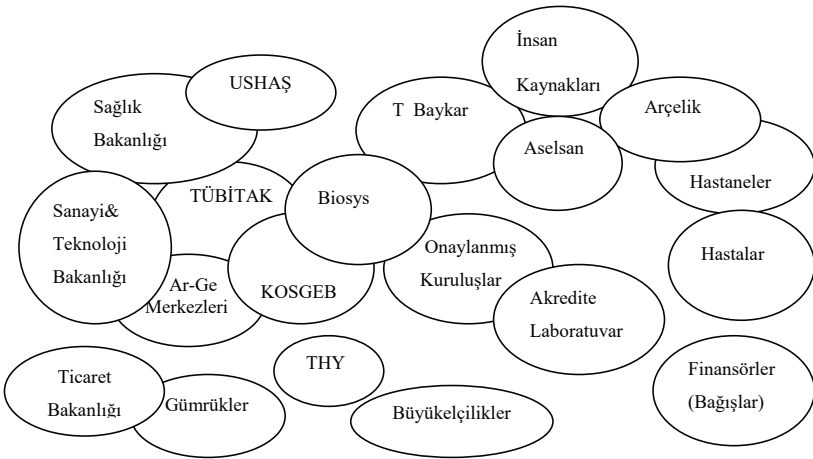 İnsan
Kaynakları
USHAŞ
Sağlık
Bakanlığı
T Baykar
Arçelik
Aselsan
Hastaneler
TÜBİTAK
Biosys
Sanayi&
Teknoloji
Bakanlığı
Onaylanmış
Kuruluşlar
Hastalar
Ar-Ge
Merkezleri
KOSGEB
Akredite
Laboratuvar
THY
Finansörler
(Bağışlar)
Ticaret
Bakanlığı
Gümrükler
Büyükelçilikler